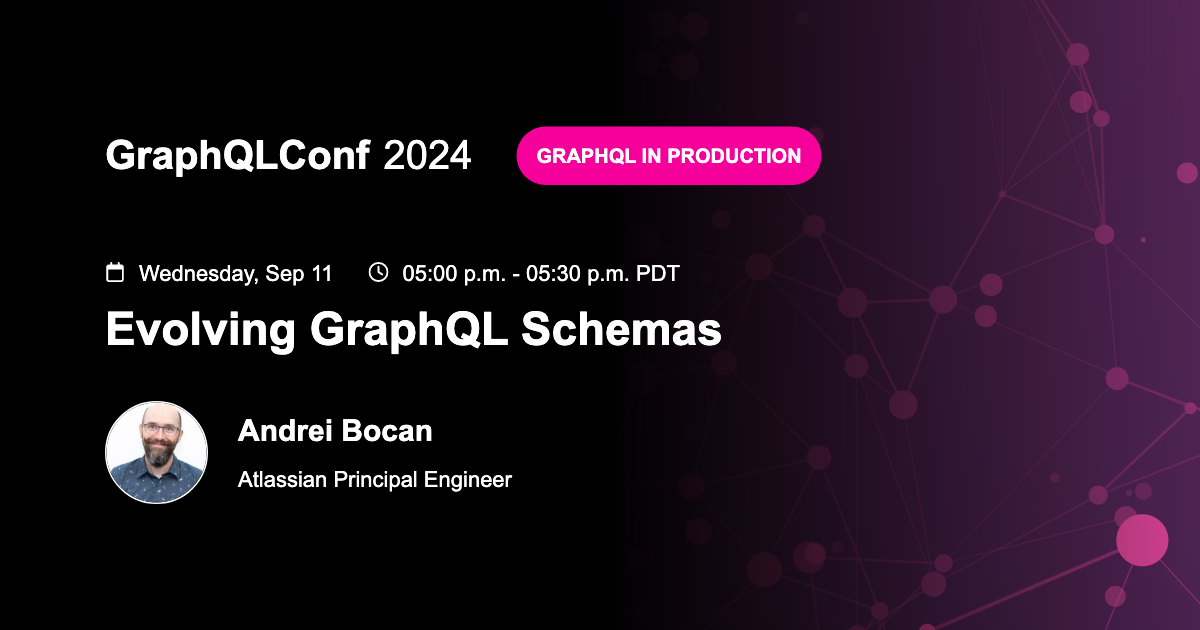 GraphQLConf 2024
GRAPHQL IN PRODUCTION
Wednesday, Sep 11
05:00 p.m. - 05:30 p.m. PDT
Evolving GraphQL Schemas
Andrei Bocan
Atlassian Principal Engineer